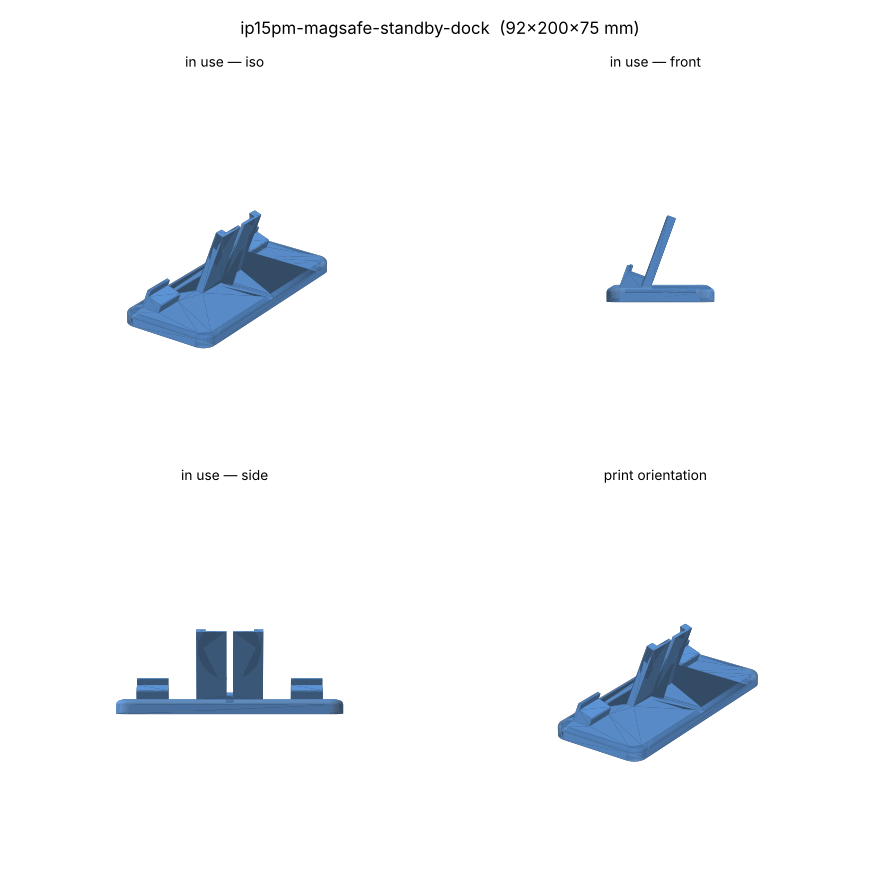 ip15pm-magsafe-standby-dock (92×200×75 mm)
in use — iso
in use — front
in use — side
print orientation